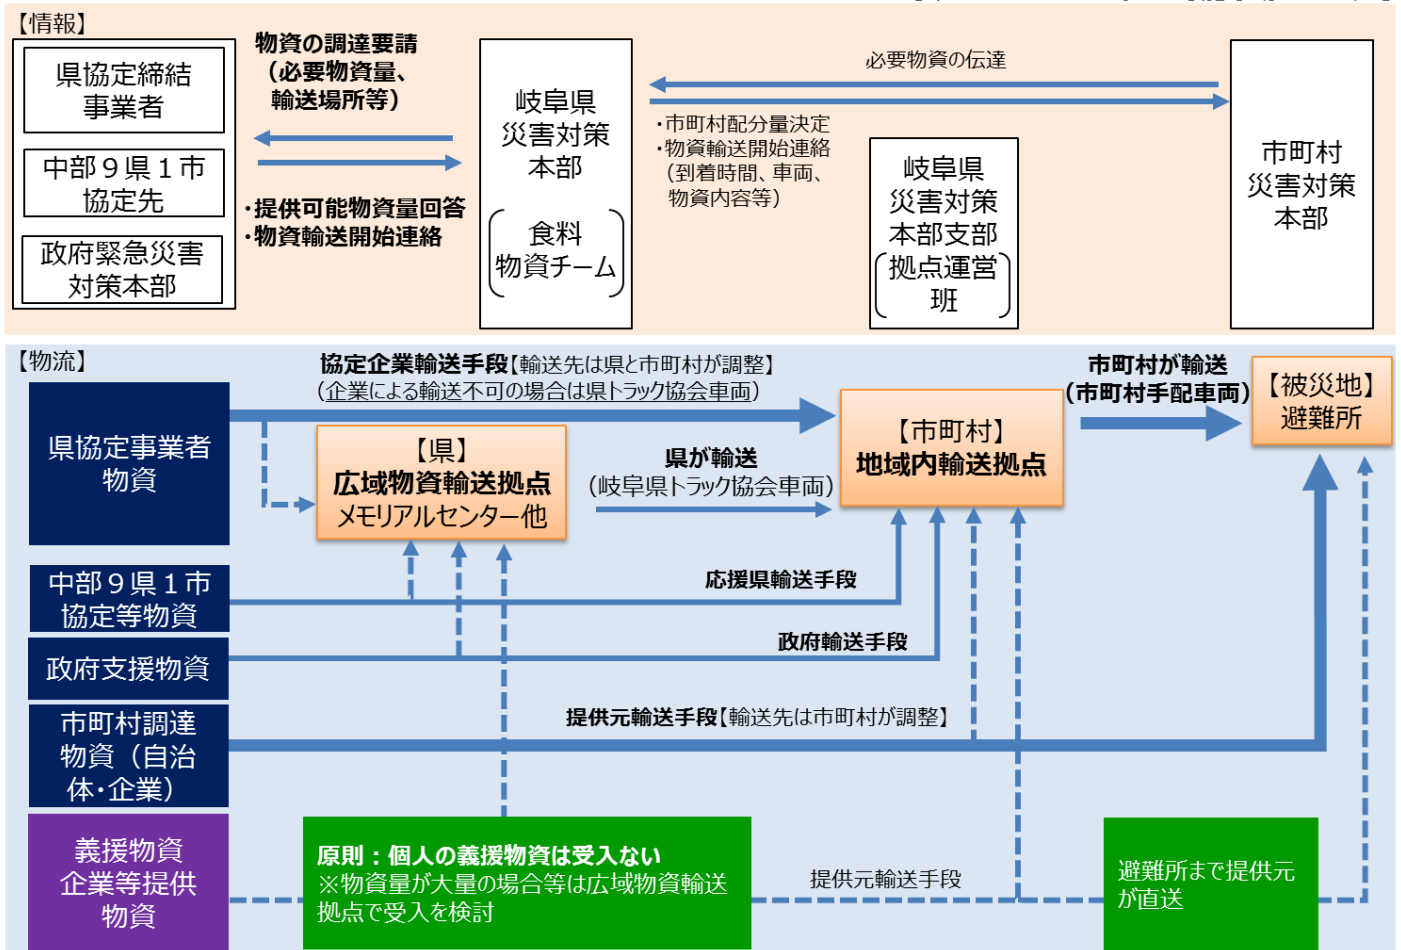 【情報】
県協定締結
事業者
中部９県１市
協定先
政府緊急災害
対策本部
物資の調達要請
（必要物資量、
輸送場所等）
・提供可能物資量回答
・物資輸送開始連絡
岐阜県
災害対策
本部
食料
物資チーム
必要物資の伝達
・市町村配分量決定
・物資輸送開始連絡
（到着時間、車両、
物資内容等）
岐阜県
災害対策
本部支部
拠点運営
班
市町村
災害対策
本部
【物流】
協定企業輸送手段【輸送先は県と市町村が調整】
（企業による輸送不可の場合は県トラック協会車両）
市町村が輸送
（市町村手配車両）
【被災地】
避難所
県協定事業者
物資
【県】
広域物資輸送拠点
メモリアルセンター他
県が輸送
（岐阜県トラック協会車両）
【市町村】
地域内輸送拠点
中部９県１市
協定等物資
応援県輸送手段
政府支援物資
政府輸送手段
市町村調達
物資（自治
体・企業）
提供元輸送手段【輸送先は市町村が調整】
義援物資
企業等提供
物資
原則：個人の義援物資は受入ない
※物資量が大量の場合等は広域物資輸送
拠点で受入を検討
提供元輸送手段
避難所まで提供元
が直送